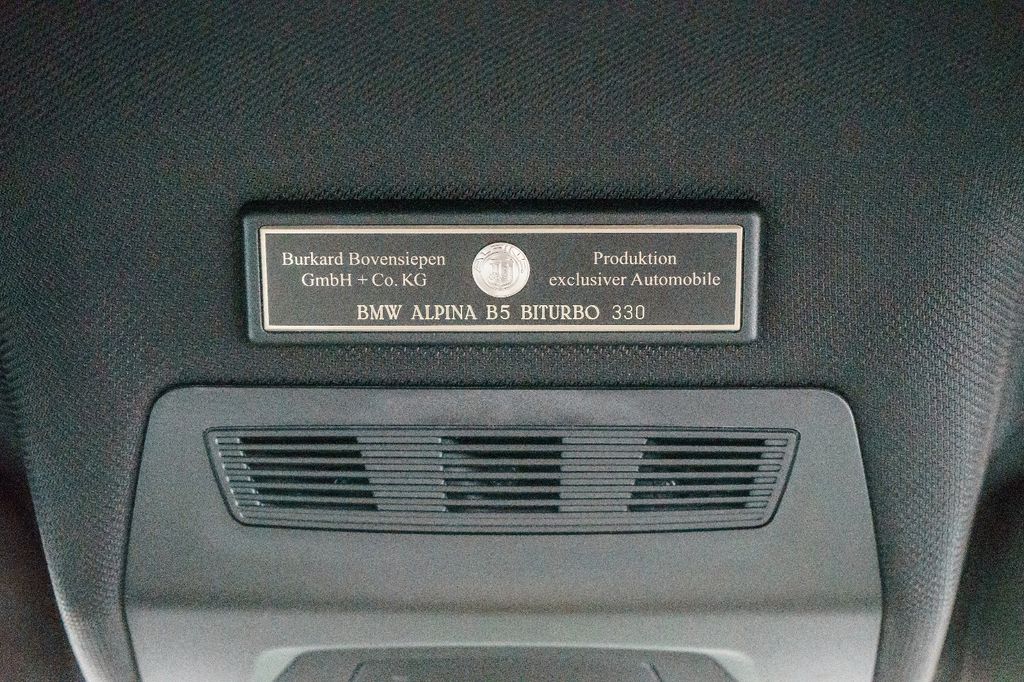 Burkard Bovensiepen
GmbH + Co. KG
Produktion
exclusiver Automobile
BMW ALPINA B5 BITURBO 330